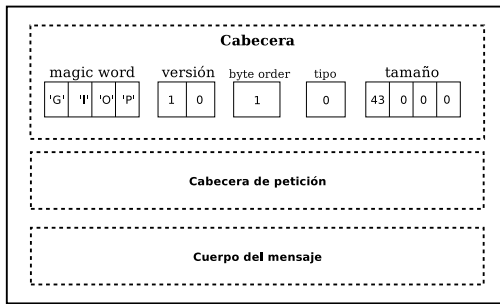 Cabecera
magic word versión byte order tipo tamaño
'G' 'I' 'O' 'P' 1 0 1 0 43 0 0 0
Cabecera de petición
Cuerpo del mensaje